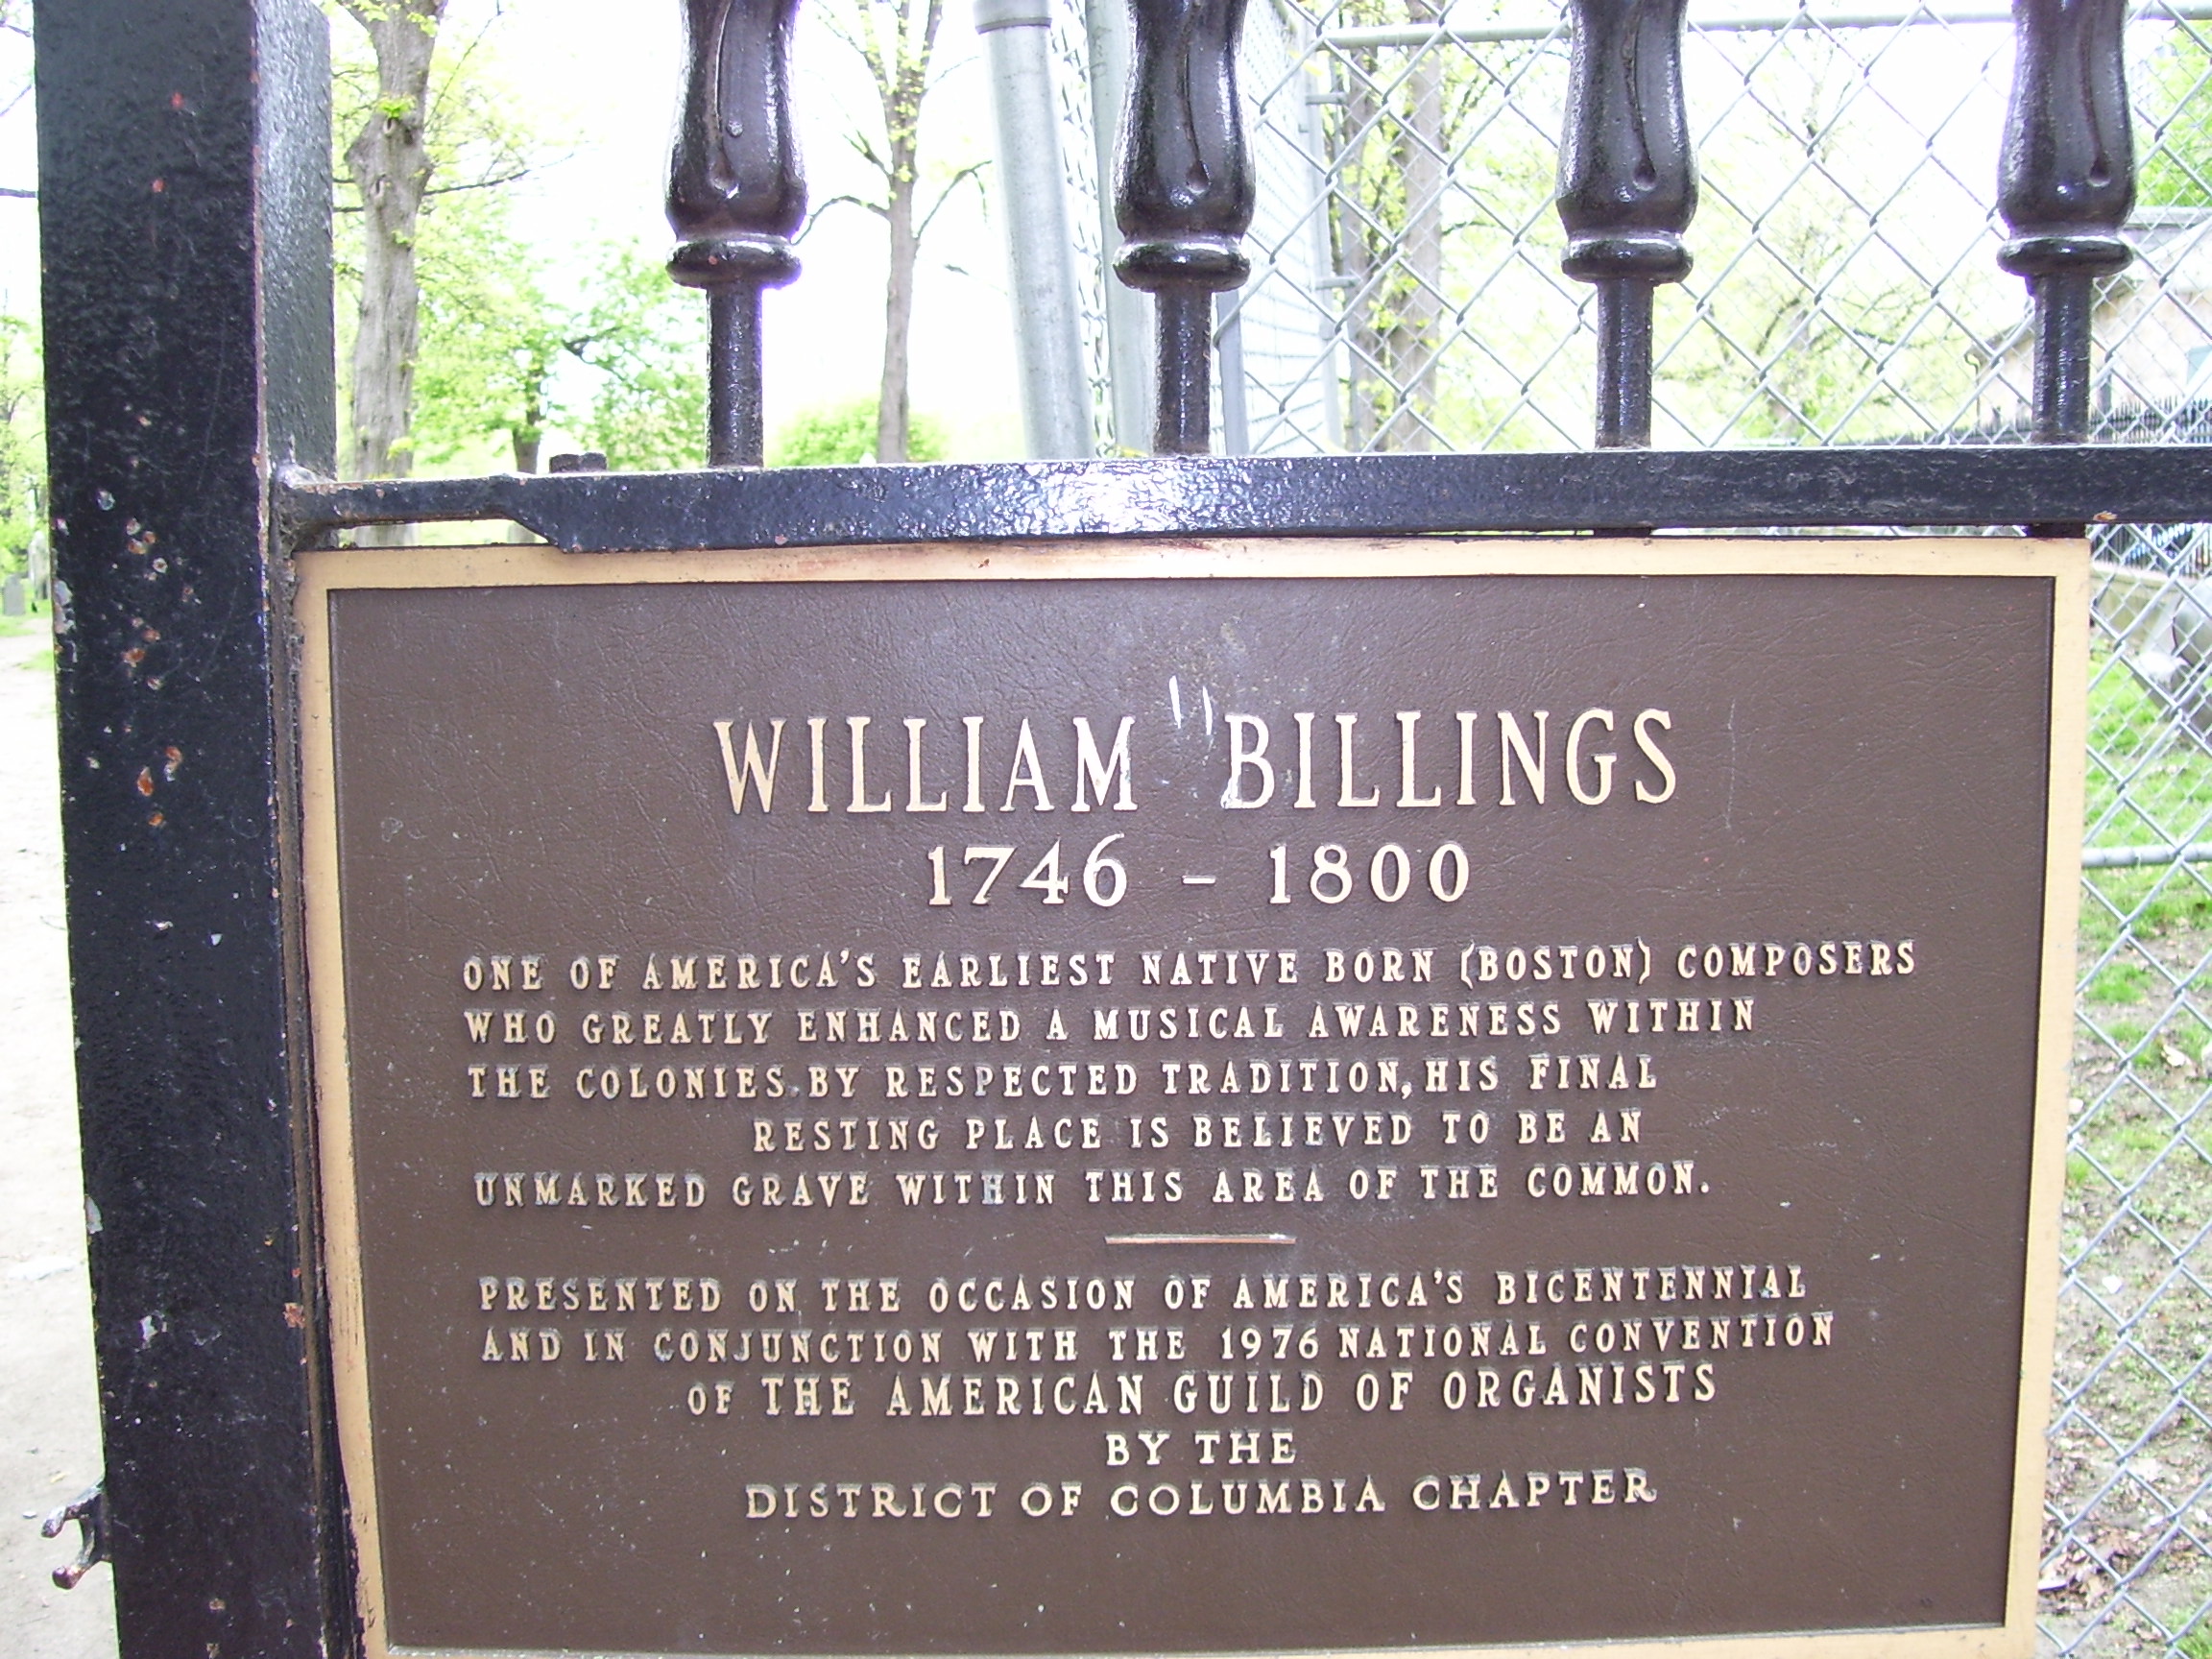 WILLIAM BILLINGS
1746 - 1800
ONE OF AMERICA'S EARLIEST NATIVE BORN (BOSTON) COMPOSERS
WHO GREATLY ENHANCED A MUSICAL AWARENESS WITHIN
THE COLONIES. BY RESPECTED TRADITION, HIS FINAL
RESTING PLACE IS BELIEVED TO BE AN
UNMARKED GRAVE WITHIN THIS AREA OF THE COMMON.
PRESENTED ON THE OCCASION OF AMERICA'S BICENTENNIAL
AND IN CONJUNCTION WITH THE 1976 NATIONAL CONVENTION
OF THE AMERICAN GUILD OF ORGANISTS
BY THE
DISTRICT OF COLUMBIA CHAPTER